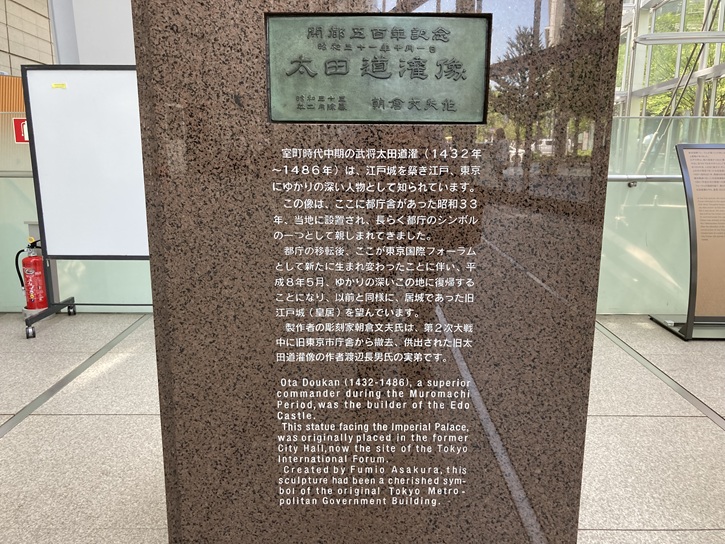 開都五百年記念
昭和三十一年十月一日
太田道灌像
朝倉文夫作
室町時代中期の武将太田道灌（１４３２年
～１４８６年）は、江戸城を築き江戸、東京
にゆかりの深い人物として知られています。
この像は、ここに都庁舎があった昭和３３
年、当地に設置され、長らく都庁のシンボル
の一つとして親しまれてきました。
都庁の移転後、ここが東京国際フォーラム
として新たに生まれ変わったことに伴い、平
成８年５月、ゆかりの深いこの地に復帰する
ことになり、以前と同様に、居城であった旧
江戸城（皇居）を望んでいます。
製作者の彫刻家朝倉文夫氏は、第２次大戦
中に旧東京市庁舎から撤去、供出された旧太
田道灌像の作者渡辺長男氏の実弟です。
Ota Doukan (1432-1486), a superior
commander during the Muromachi
Period, was the builder of the Edo
Castle.
This statue facing the Imperial Palace,
was originally placed in the former
City Hall, now the site of the Tokyo
International Forum.
Created by Fumio Asakura, this
sculpture had been a cherished sym-
bol of the original Tokyo Metro-
politan Government Building.